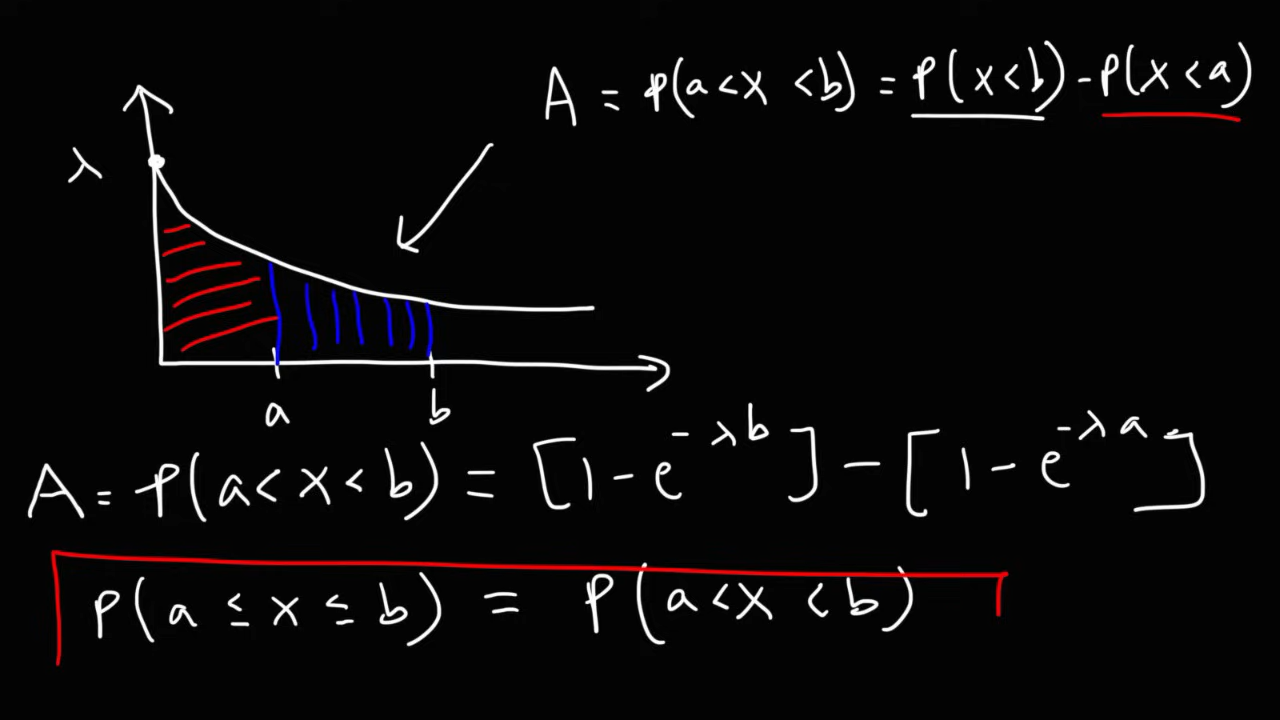 A = P(a < x < b) = P(x < b) - P(x < a)
λ
a b
A = P(a < x < b) = [1 - e^{-λb}] - [1 - e^{-λa}]
P(a ≤ x ≤ b) = P(a < x < b)